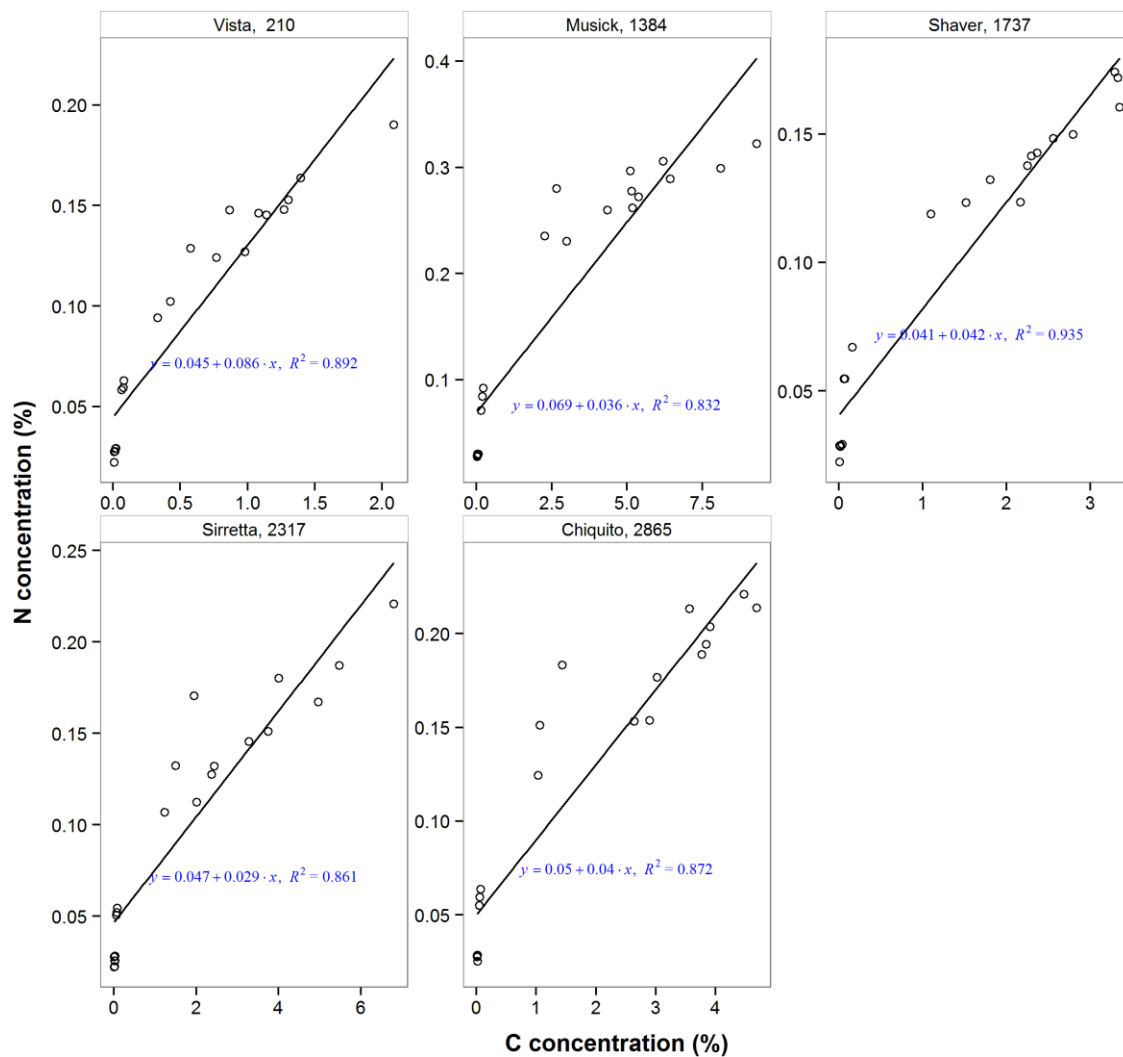 Vista, 210
Musick, 1384
Shaver, 1737
0.20
0.15
0.10
0.05
y = 0.045 + 0.086 · x, R² = 0.892
0.0 0.5 1.0 1.5 2.0
0.4
0.3
0.2
0.1
y = 0.069 + 0.036 · x, R² = 0.832
0.0 2.5 5.0 7.5
0.15
0.10
0.05
y = 0.041 + 0.042 · x, R² = 0.935
0 1 2 3
N concentration (%)
Sirretta, 2317
Chiquito, 2865
0.25
0.20
0.15
0.10
0.05
y = 0.047 + 0.029 · x, R² = 0.861
0 2 4 6
0.20
0.15
0.10
0.05
y = 0.05 + 0.04 · x, R² = 0.872
0 1 2 3 4
C concentration (%)